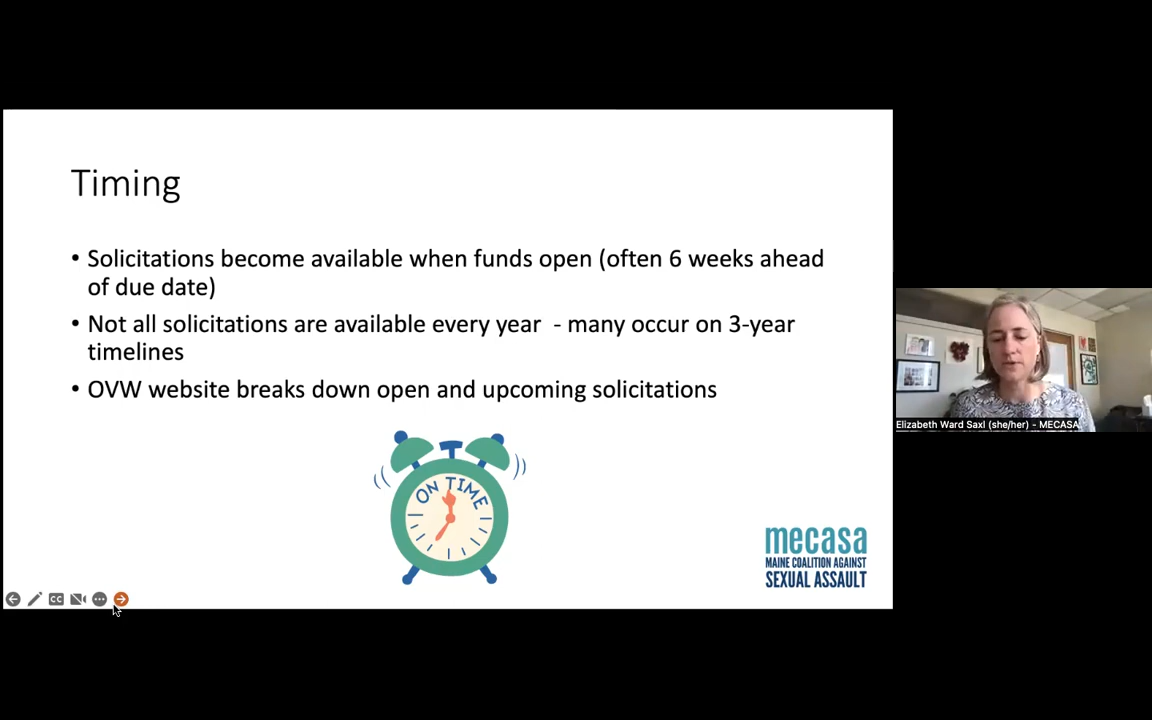 Timing
• Solicitations become available when funds open (often 6 weeks ahead
of due date)
• Not all solicitations are available every year  - many occur on 3-year
timelines
• OVW website breaks down open and upcoming solicitations
ON TIME
mecasa
MAINE COALITION AGAINST
SEXUAL ASSAULT
CC
Elizabeth Ward Saxl (she/her) - MECASA